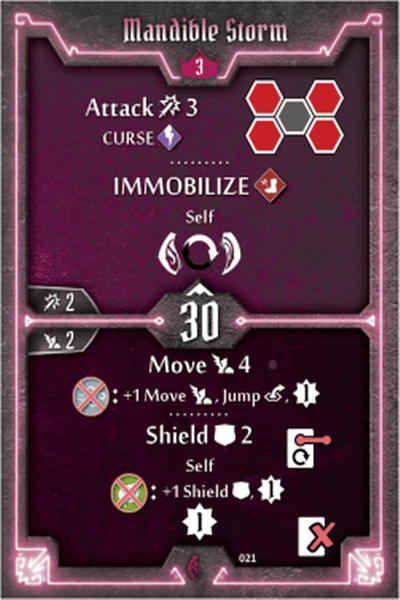 Mandible Storm
3
Attack 3
CURSE
IMMOBILIZE
Self
2
30
2
Move 4
: +1 Move , Jump , 1
Shield 2
Self
: +1 Shield , 1
1
021